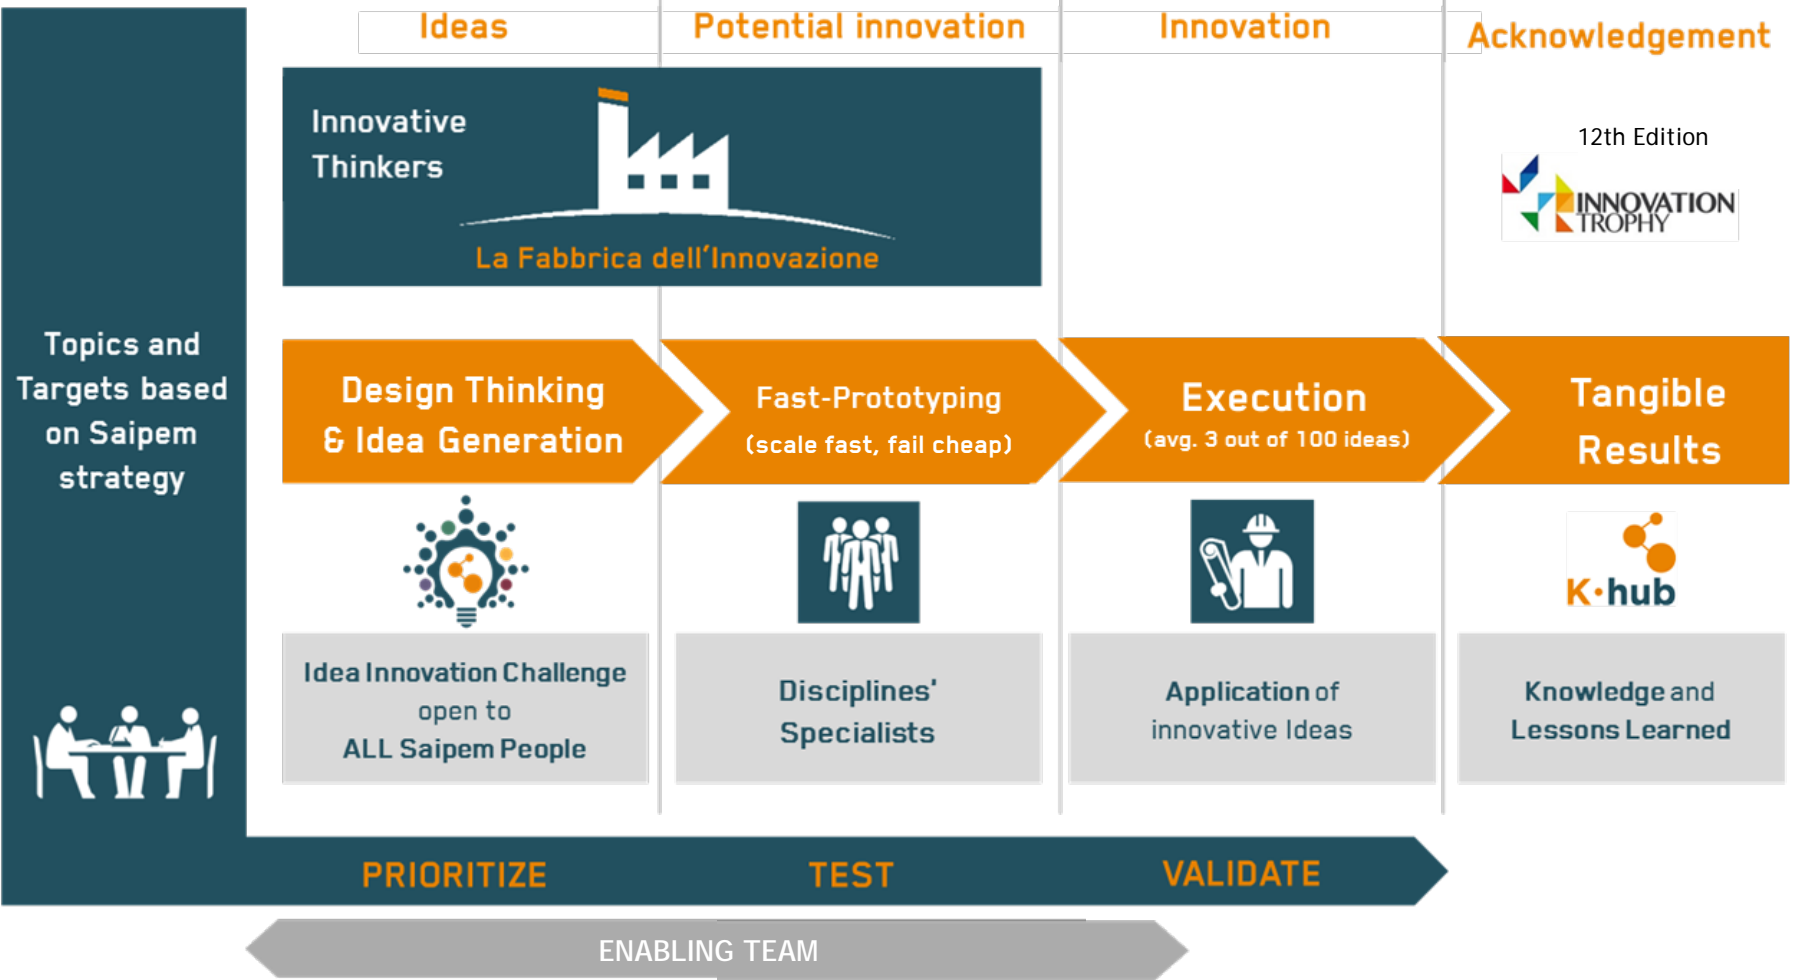 Ideas
Potential innovation
Innovation
Acknowledgement
Innovative
Thinkers
La Fabbrica dell'Innovazione
12th Edition
INNOVATION
TROPHY
Topics and
Targets based
on Saipem
strategy
Design Thinking
& Idea Generation
Fast-Prototyping
(scale fast, fail cheap)
Execution
(avg. 3 out of 100 ideas)
Tangible
Results
K·hub
Idea Innovation Challenge
open to
ALL Saipem People
Disciplines'
Specialists
Application of
innovative Ideas
Knowledge and
Lessons Learned
PRIORITIZE
TEST
VALIDATE
ENABLING TEAM